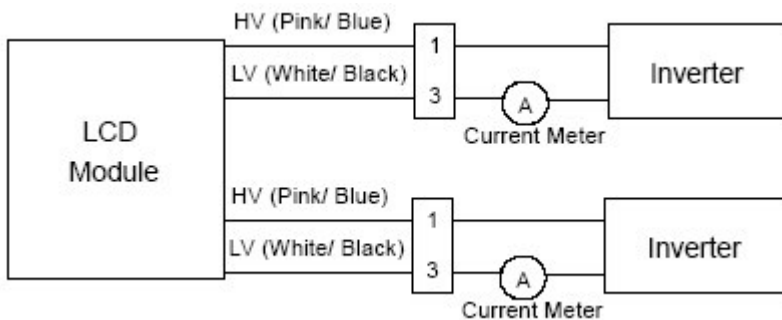 HV (Pink/ Blue)
1
LV (White/ Black)
3
A
Current Meter
Inverter
LCD
Module
HV (Pink/ Blue)
1
LV (White/ Black)
3
A
Current Meter
Inverter